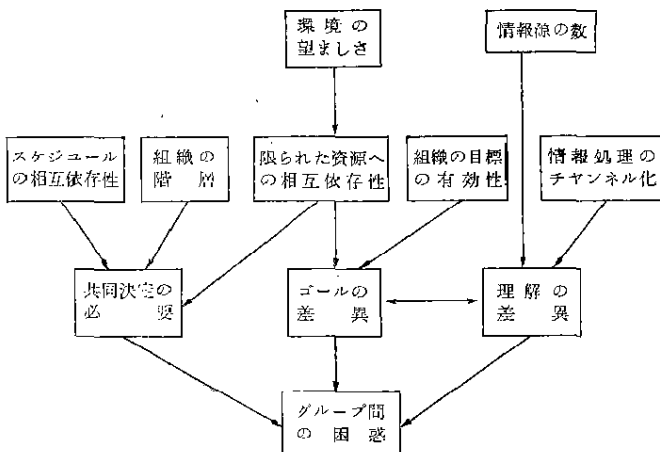 環境の
望ましさ
情報源の数
スケジュール
の相互依存性
組織の
階層
限られた資源へ
の相互依存性
組織の目標
の有効性
情報処理の
チヤンネル化
共同決定の
必要
ゴールの
差異
理解の
差異
グループ間
の困惑